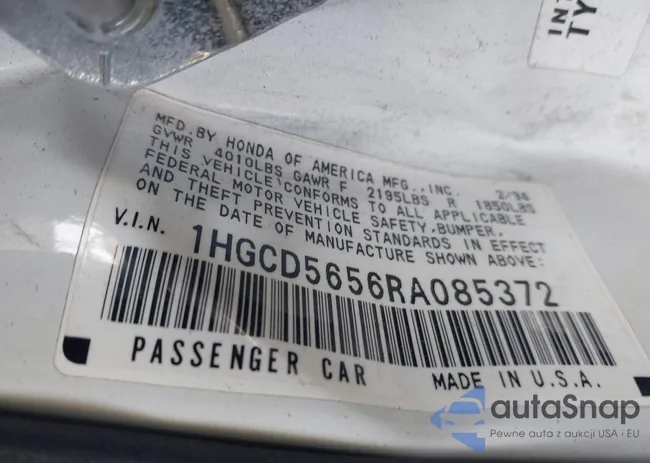 INT
TY
MFD. BY HONDA OF AMERICA MFG., INC. 2/94
GVWR 4010LBS GAWR F 2195LBS R 1850LBS
THIS VEHICLE CONFORMS TO ALL APPLICABLE
FEDERAL MOTOR VEHICLE SAFETY, BUMPER,
AND THEFT PREVENTION STANDARDS IN EFFECT
ON THE DATE OF MANUFACTURE SHOWN ABOVE:
V.I.N. 1HGCD5656RA085372
PASSENGER CAR MADE IN U.S.A.
autaSnap
Pewne auta z aukcji USA i EU